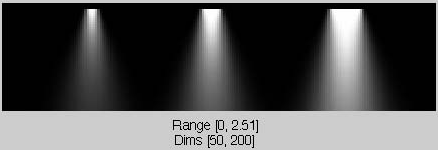 Range [0, 2.51]
Dims [50, 200]